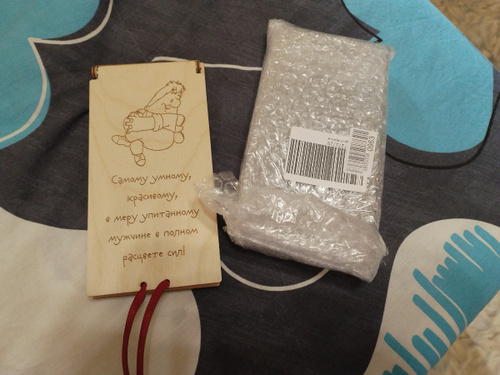 Самому умному,
красивому,
в меру упитанному
мужчине в полном
расцвете сил!